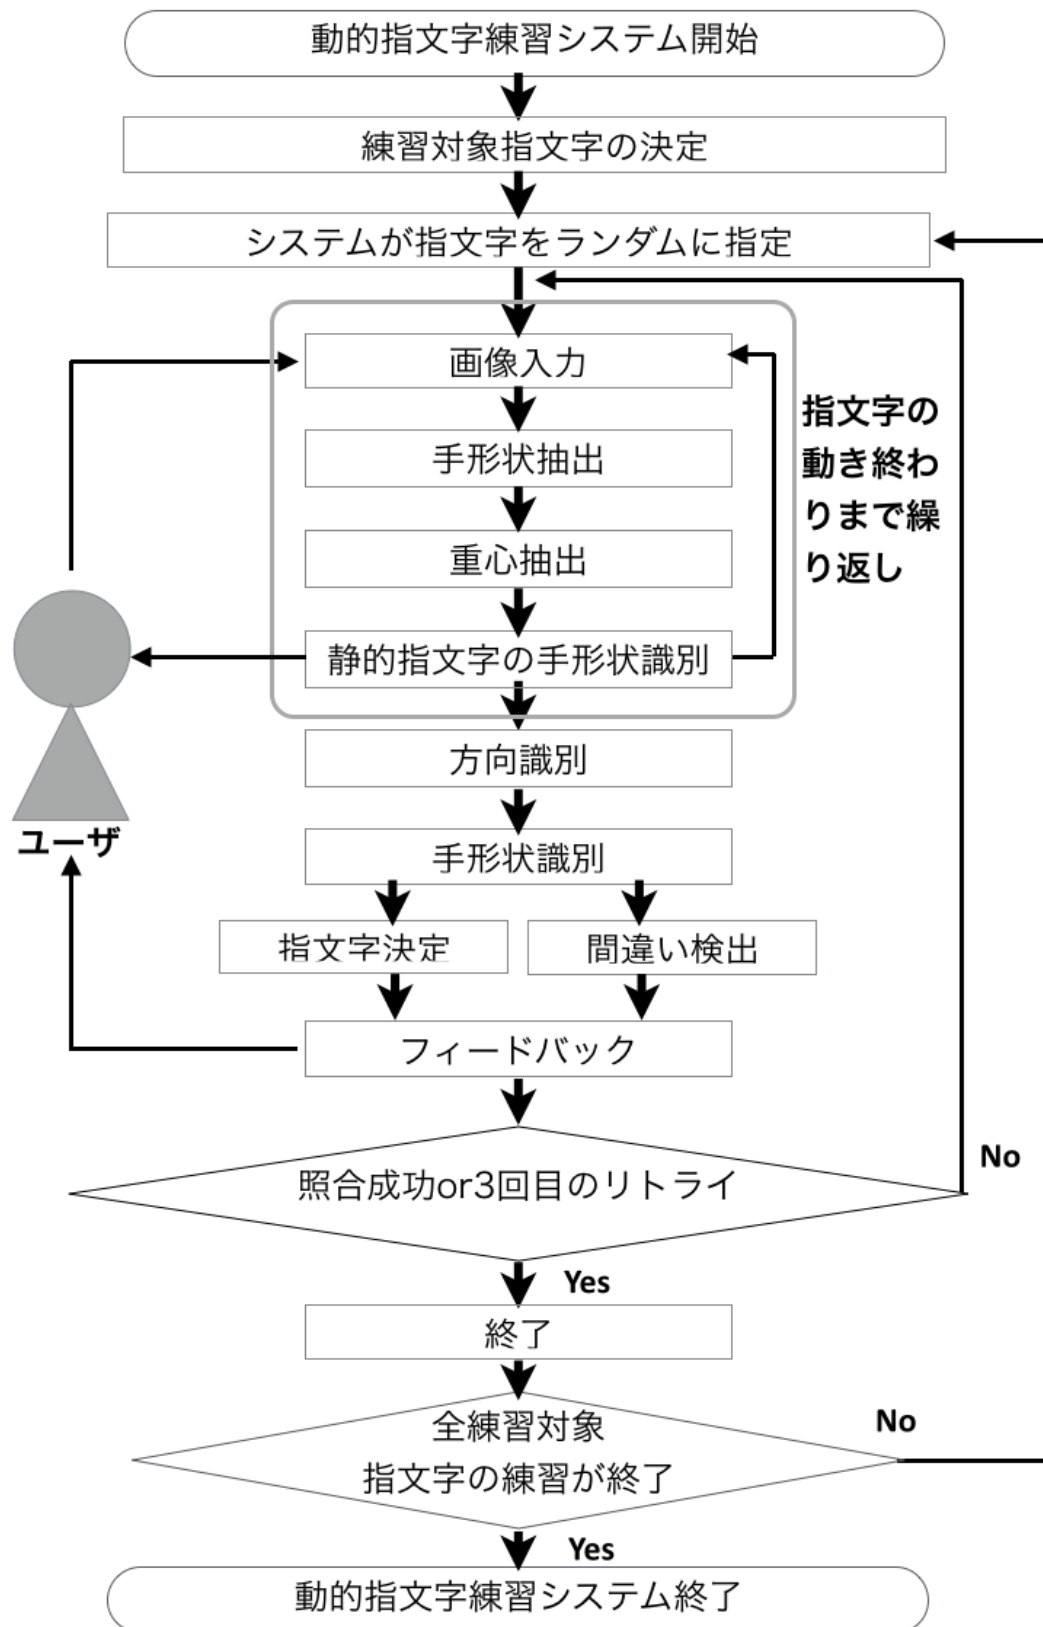 動的指文字練習システム開始
練習対象指文字の決定
システムが指文字をランダムに指定
画像入力
指文字の
動き終わ
りまで繰
り返し
手形状抽出
重心抽出
静的指文字の手形状識別
方向識別
ユーザ
手形状識別
指文字決定
間違い検出
フィードバック
照合成功or3回目のリトライ
No
Yes
終了
全練習対象
指文字の練習が終了
No
Yes
動的指文字練習システム終了